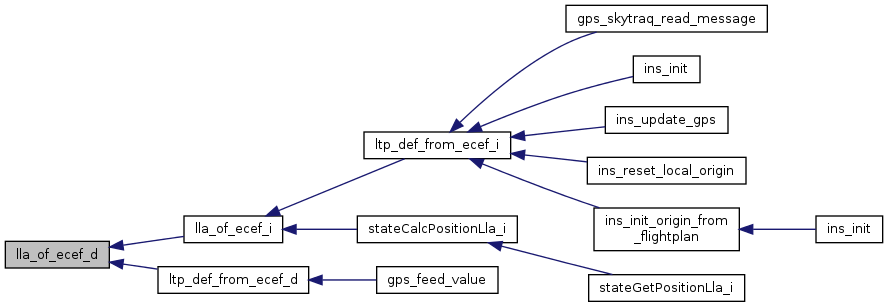 gps_skytraq_read_message
ins_init
ins_update_gps
ltp_def_from_ecef_i
ins_reset_local_origin
ins_init_origin_from
_flightplan
ins_init
lla_of_ecef_i
stateCalcPositionLla_i
lla_of_ecef_d
ltp_def_from_ecef_d
gps_feed_value
stateGetPositionLla_i